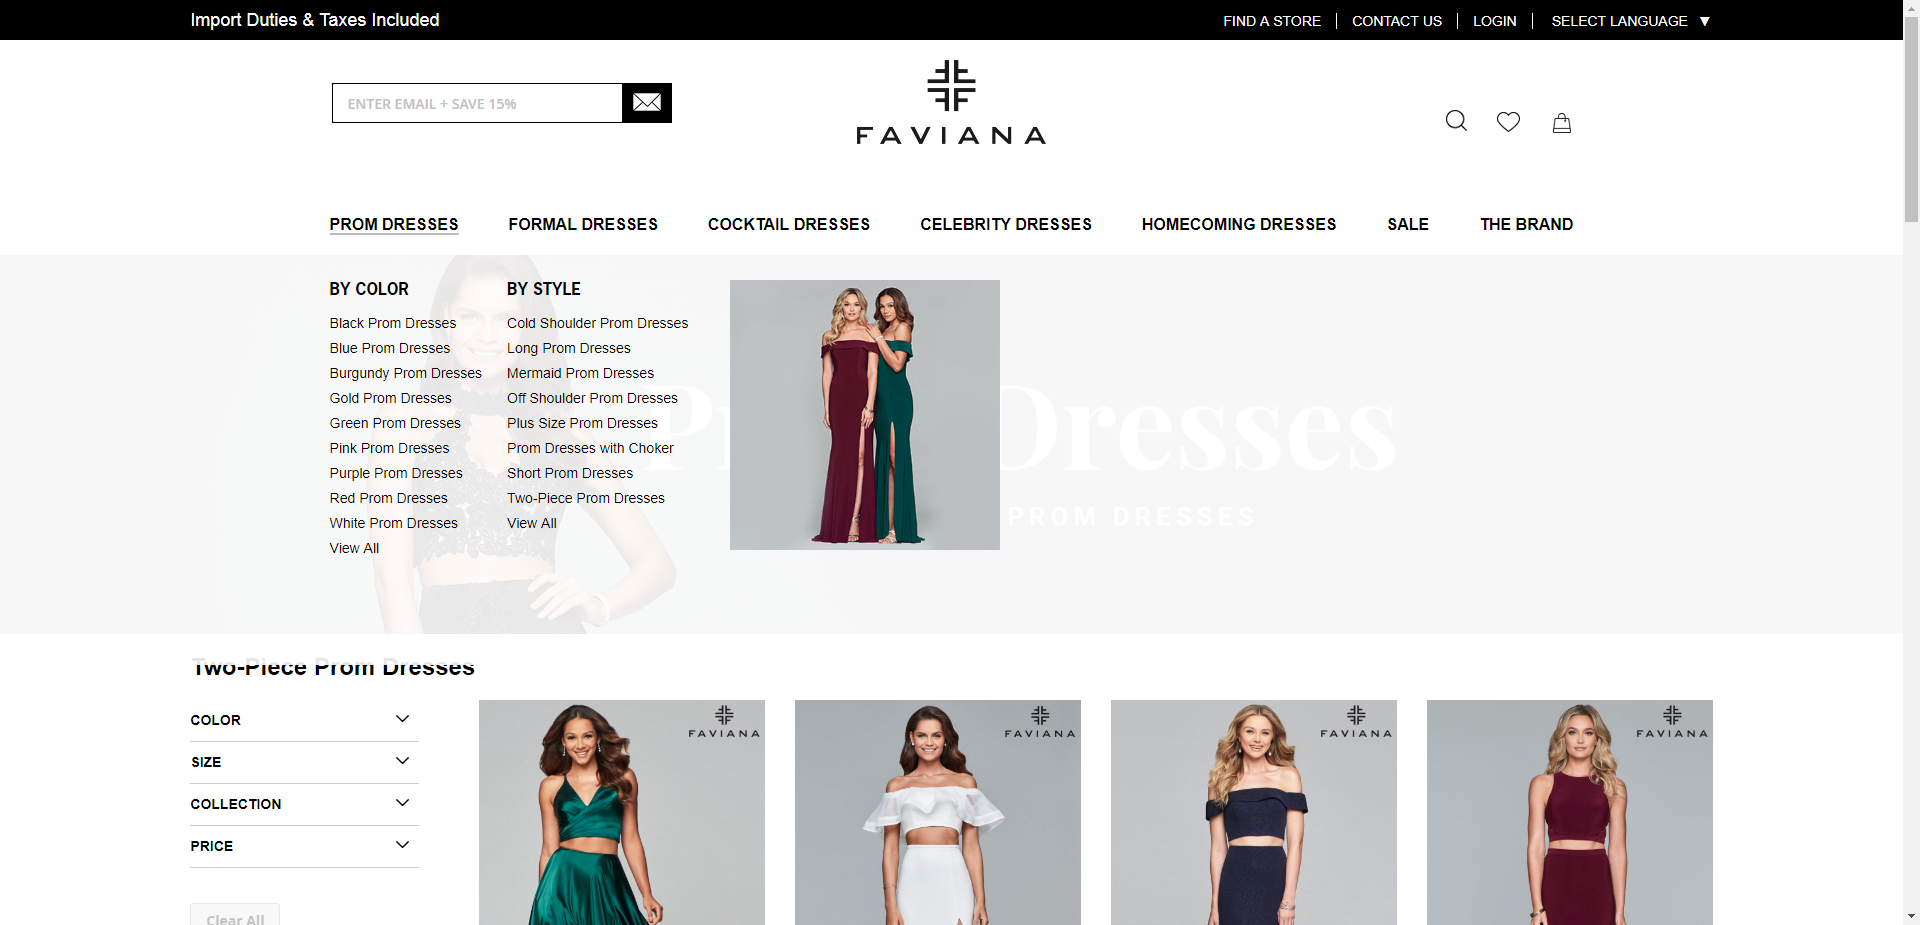 Import Duties & Taxes Included
FIND A STORE
CONTACT US
LOGIN
SELECT LANGUAGE ▼
ENTER EMAIL + SAVE 15%
FAVIANA
PROM DRESSES
FORMAL DRESSES
COCKTAIL DRESSES
CELEBRITY DRESSES
HOMECOMING DRESSES
SALE
THE BRAND
BY COLOR
Black Prom Dresses
Blue Prom Dresses
Burgundy Prom Dresses
Gold Prom Dresses
Green Prom Dresses
Pink Prom Dresses
Purple Prom Dresses
Red Prom Dresses
White Prom Dresses
View All
BY STYLE
Cold Shoulder Prom Dresses
Long Prom Dresses
Mermaid Prom Dresses
Off Shoulder Prom Dresses
Plus Size Prom Dresses
Prom Dresses with Choker
Short Prom Dresses
Two-Piece Prom Dresses
View All
Dresses
PROM DRESSES
Two-Piece Prom Dresses
COLOR
SIZE
COLLECTION
PRICE
Clear All
FAVIANA
FAVIANA
FAVIANA
FAVIANA